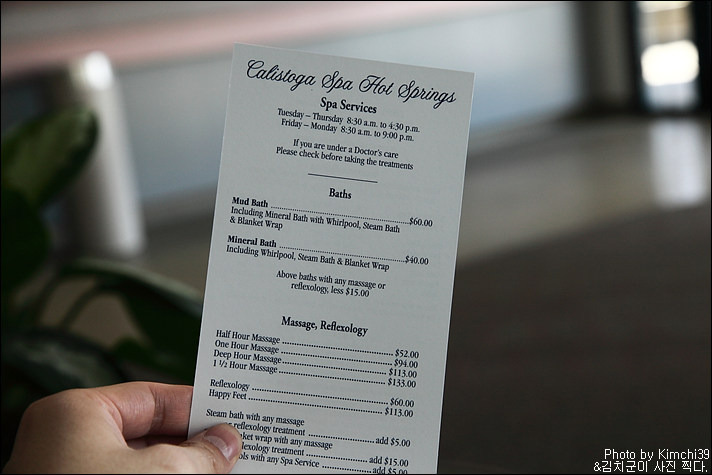 Calistoga Spa Hot Springs
Spa Services
Tuesday – Thursday 8:30 a.m. to 4:30 p.m.
Friday – Monday 8:30 a.m. to 9:00 p.m.
If you are under a Doctor's care
Please check before taking the treatments
Baths
Mud Bath ........ $60.00
Including Mineral Bath with Whirlpool, Steam Bath
& Blanket Wrap
Mineral Bath ........ $40.00
Including Whirlpool, Steam Bath & Blanket Wrap
Above baths with any massage or
reflexology, less $15.00
Massage, Reflexology
Half Hour Massage ........ $52.00
One Hour Massage ........ $94.00
Deep Hour Massage ........ $113.00
1 1/2 Hour Massage ........ $133.00
Reflexology ........ $60.00
Happy Feet ........ $113.00
Steam bath with any massage
reflexology treatment ........ add $5.00
wrap with any massage
treatment ........ add $15.00
with any Spa Service ........ add $5.00
Photo by Kimchi39
&김치군이 사진 찍다.